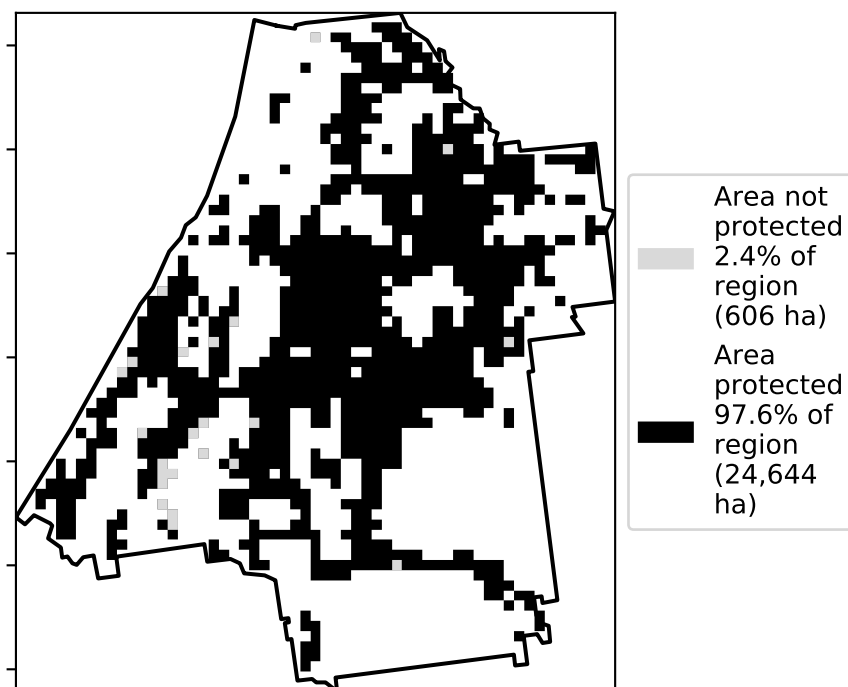 Area not
protected
2.4% of
region
(606 ha)
Area
protected
97.6% of
region
(24,644
ha)